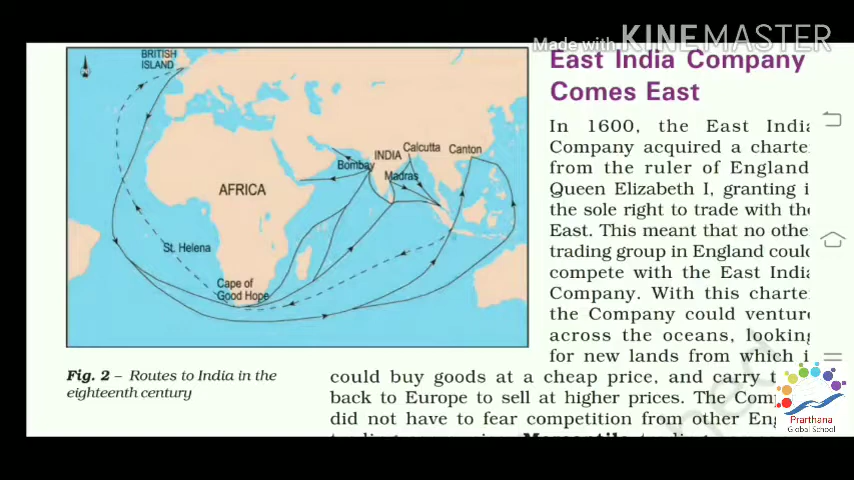 Made with KINEMASTER
BRITISH
ISLAND
INDIA
Calcutta
Canton
Bombay
Madras
AFRICA
St. Helena
Cape of
Good Hope
Fig. 2 – Routes to India in the
eighteenth century
East India Company
Comes East
In 1600, the East India
Company acquired a charte
from the ruler of England
Queen Elizabeth I, granting i
the sole right to trade with the
East. This meant that no othe
trading group in England could
compete with the East India
Company. With this charte
the Company could venture
across the oceans, looking
for new lands from which i
could buy goods at a cheap price, and carry t
back to Europe to sell at higher prices. The Com
did not have to fear competition from other Eng
Mercantile
Prarthana
Global School